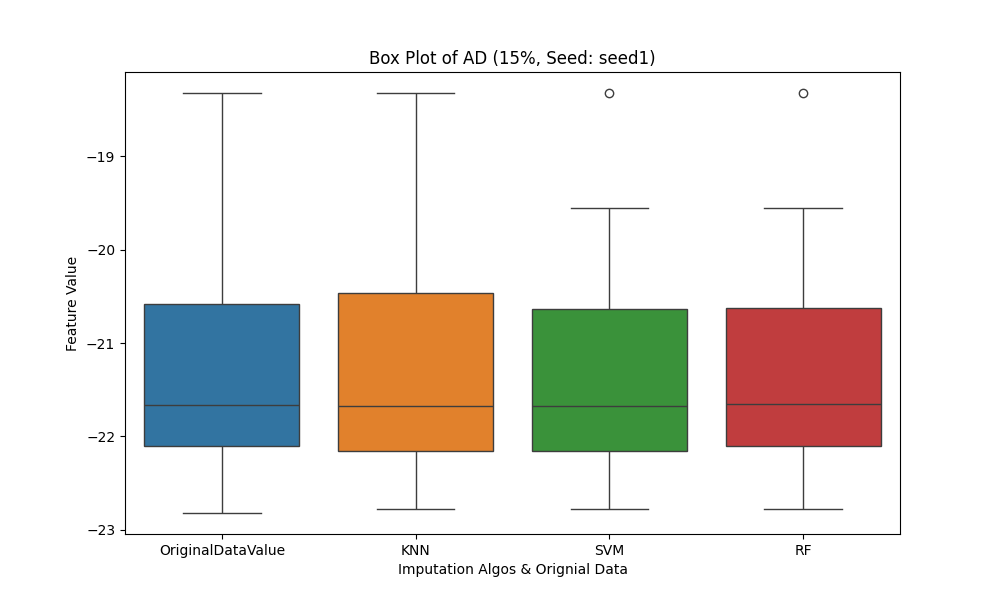 Box Plot of AD (15%, Seed: seed1)
Feature Value
−19
−20
−21
−22
−23
OriginalDataValue KNN SVM RF
Imputation Algos & Orignial Data